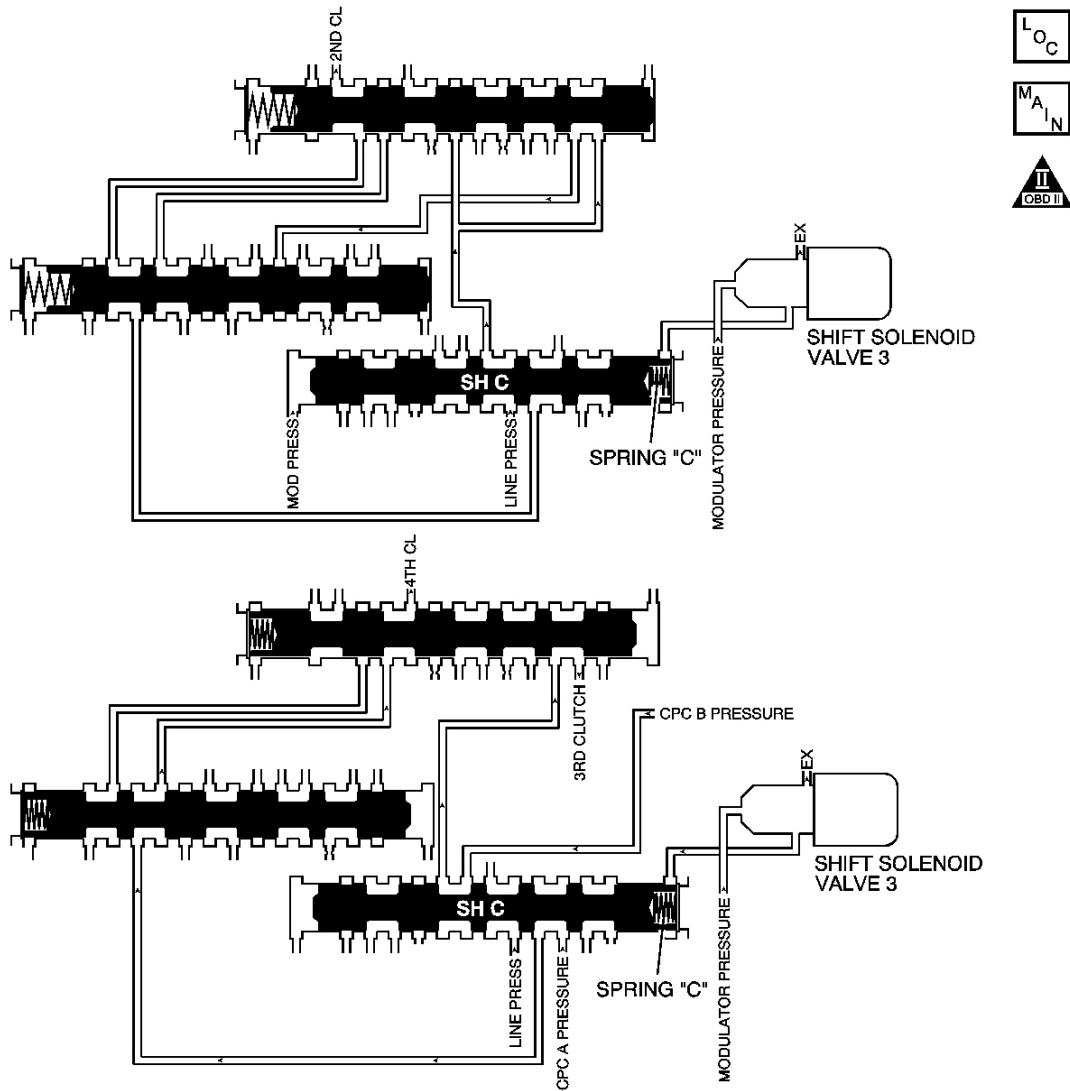 LOC
MAIN
II
OBD II
2ND CL
EX
SHIFT SOLENOID
VALVE 3
MODULATOR PRESSURE
SH C
MOD PRESS
LINE PRESS
SPRING "C"
4TH CL
3RD CLUTCH
CPC B PRESSURE
EX
SHIFT SOLENOID
VALVE 3
MODULATOR PRESSURE
SH C
LINE PRESS
CPC A PRESSURE
SPRING "C"